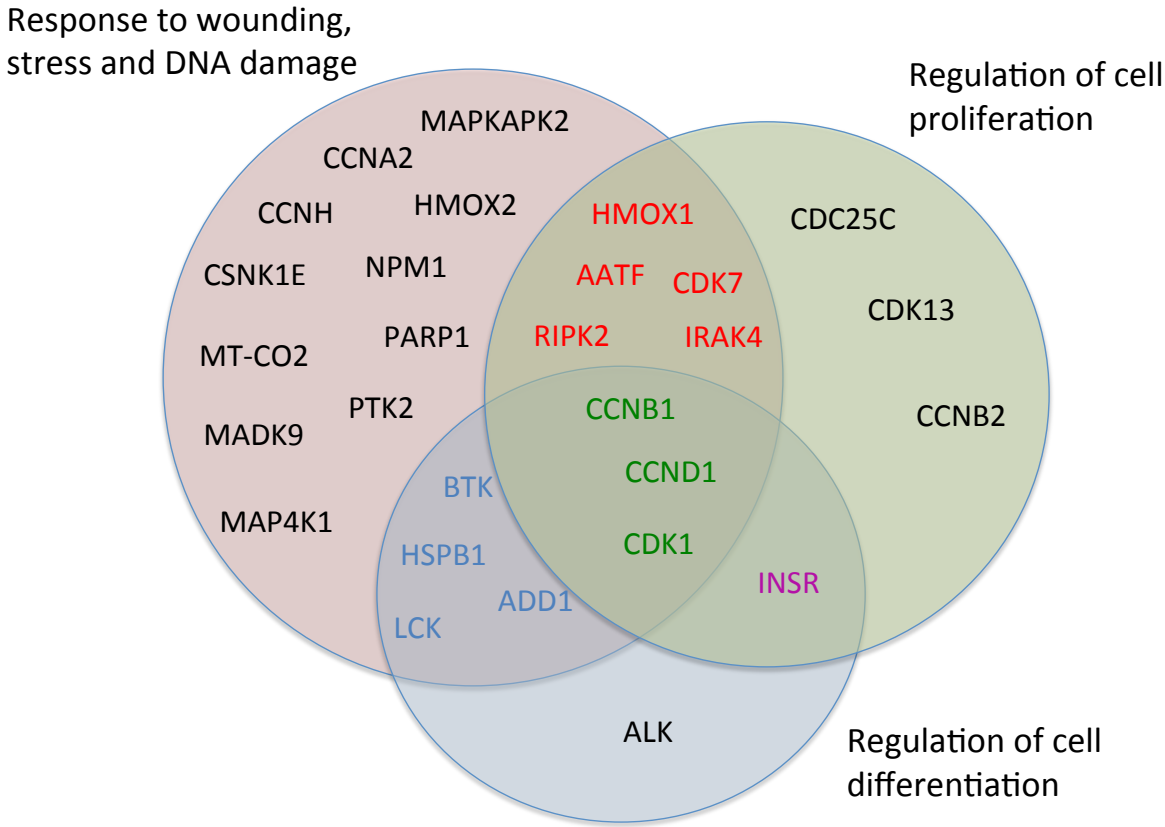 Response to wounding,
stress and DNA damage
Regulation of cell
proliferation
MAPKAPK2
CCNA2
CCNH
HMOX2
HMOX1
CDC25C
CSNK1E
NPM1
AATF
CDK7
CDK13
MT-CO2
PARP1
RIPK2
IRAK4
PTK2
CCNB1
CCNB2
MADK9
CCND1
BTK
MAP4K1
CDK1
HSPB1
INSR
ADD1
LCK
ALK
Regulation of cell
differentiation